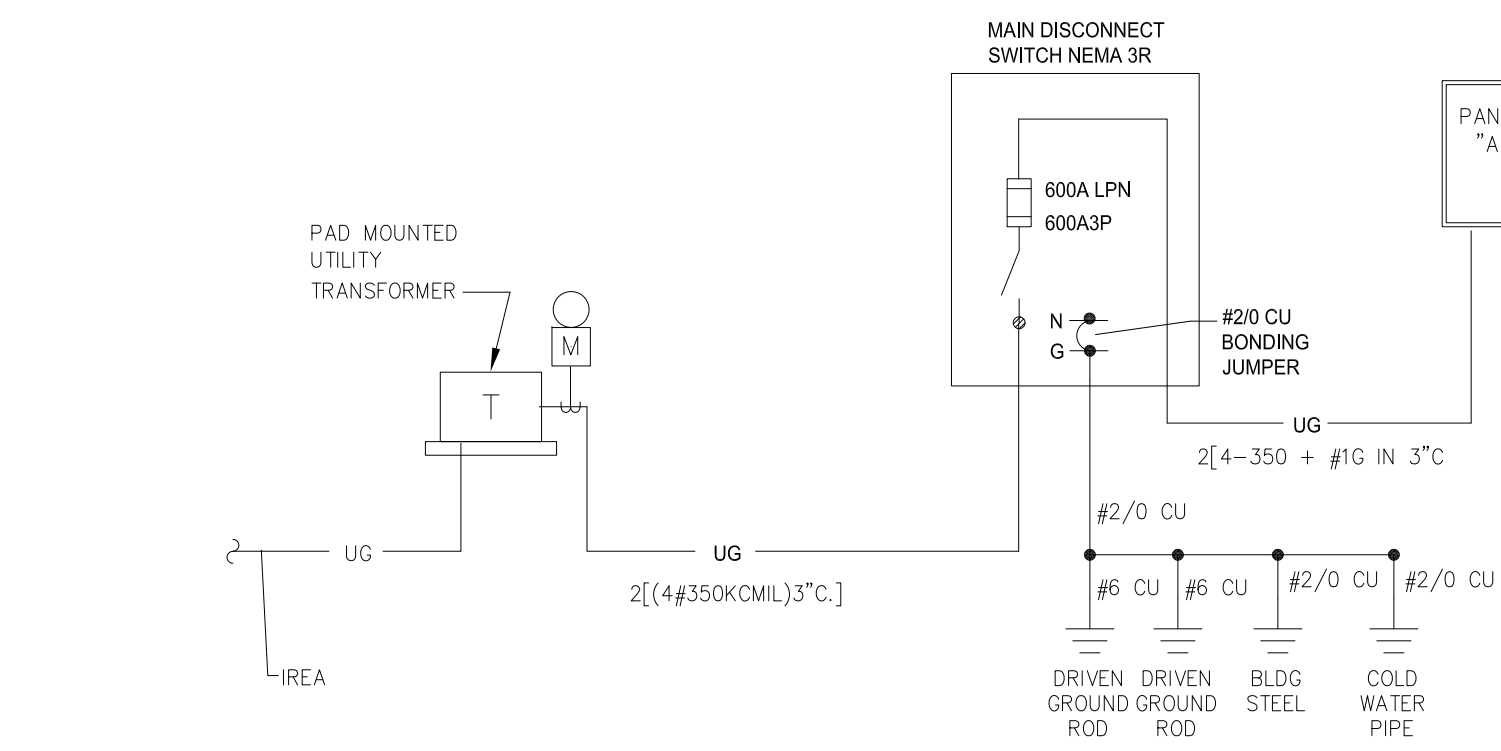 MAIN DISCONNECT
SWITCH NEMA 3R
PAN
"A
600A LPN
600A3P
PAD MOUNTED
UTILITY
TRANSFORMER
M
T
N
G
#2/0 CU
BONDING
JUMPER
UG
2[4-350 + #1G IN 3"C
#2/0 CU
UG
UG
2[(4#350KCMIL)3"C.]
#6 CU
#6 CU
#2/0 CU
#2/0 CU
IREA
DRIVEN
GROUND
ROD
DRIVEN
GROUND
ROD
BLDG
STEEL
COLD
WATER
PIPE